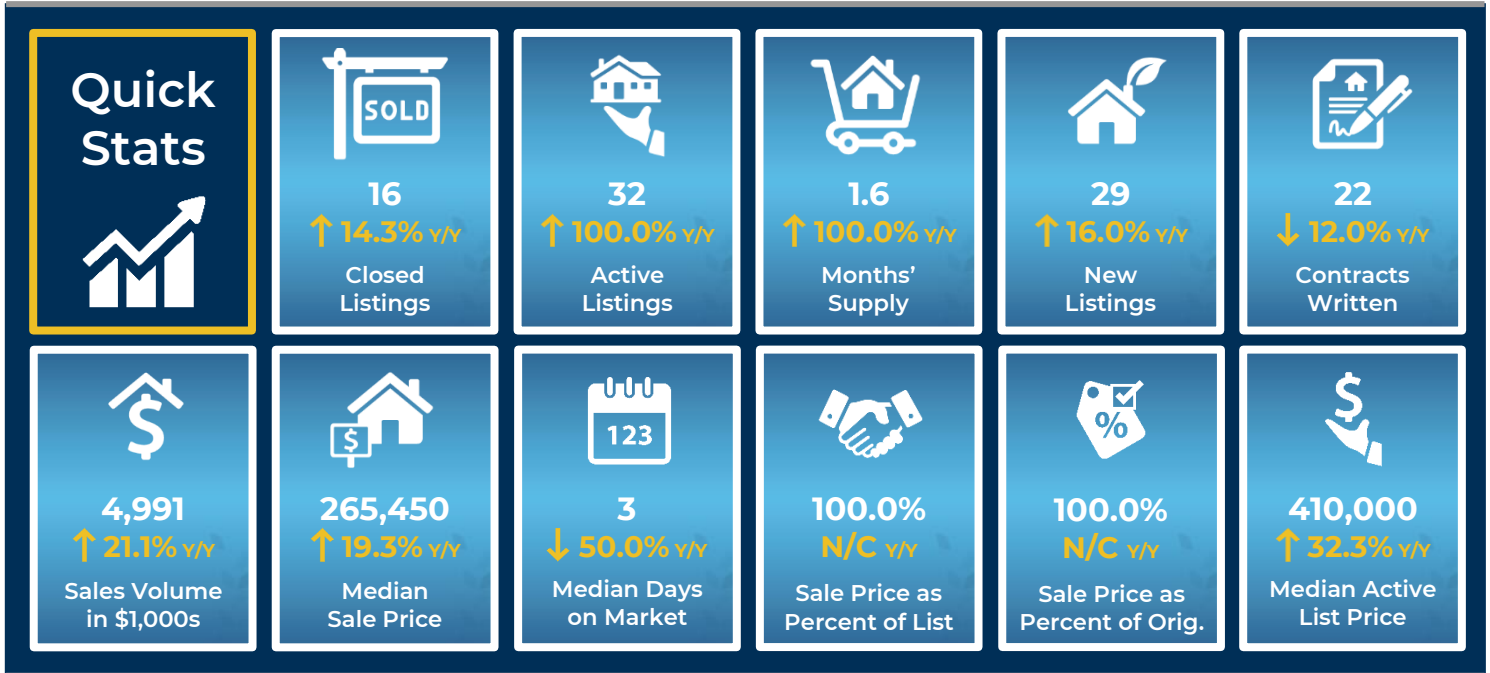 Quick
Stats
SOLD
16
↑ 14.3% Y/Y
Closed
Listings
32
↑ 100.0% Y/Y
Active
Listings
1.6
↑ 100.0% Y/Y
Months’
Supply
29
↑ 16.0% Y/Y
New
Listings
22
↓ 12.0% Y/Y
Contracts
Written
$
4,991
↑ 21.1% Y/Y
Sales Volume
in $1,000s
$
265,450
↑ 19.3% Y/Y
Median
Sale Price
123
3
↓ 50.0% Y/Y
Median Days
on Market
100.0%
N/C Y/Y
Sale Price as
Percent of List
%
100.0%
N/C Y/Y
Sale Price as
Percent of Orig.
$
410,000
↑ 32.3% Y/Y
Median Active
List Price